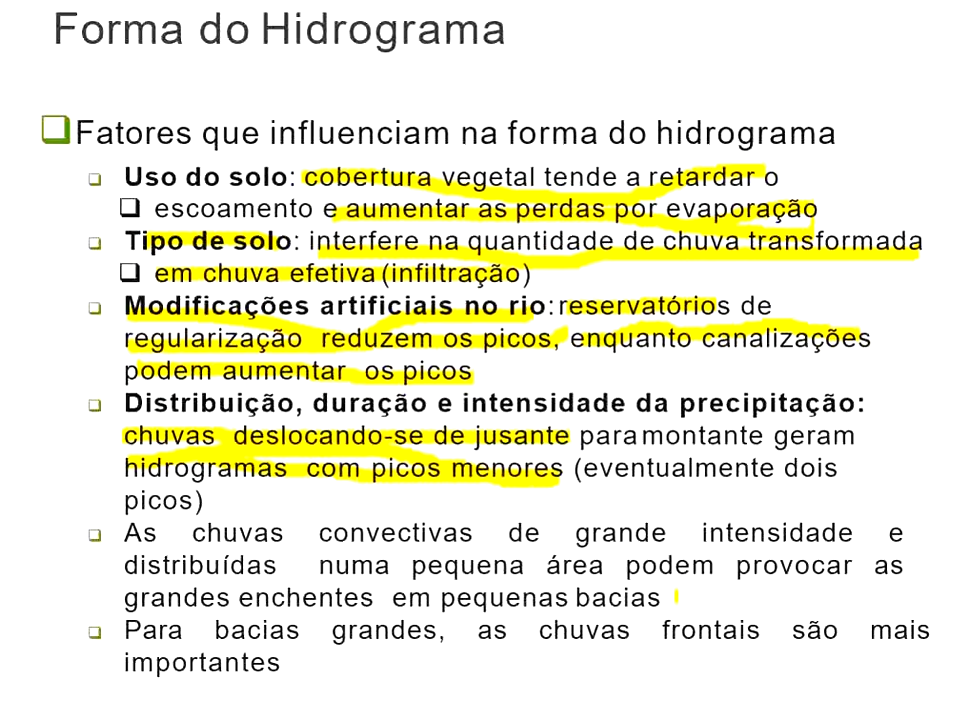 Forma do Hidrograma
Fatores que influenciam na forma do hidrograma
Uso do solo: cobertura vegetal tende a retardar o
escoamento e aumentar as perdas por evaporação
Tipo de solo: interfere na quantidade de chuva transformada
em chuva efetiva (infiltração)
Modificações artificiais no rio: reservatórios de
regularização reduzem os picos, enquanto canalizações
podem aumentar os picos
Distribuição, duração e intensidade da precipitação:
chuvas deslocando-se de jusante para montante geram
hidrogramas com picos menores (eventualmente dois
picos)
As chuvas convectivas de grande intensidade e
distribuídas numa pequena área podem provocar as
grandes enchentes em pequenas bacias
Para bacias grandes, as chuvas frontais são mais
importantes